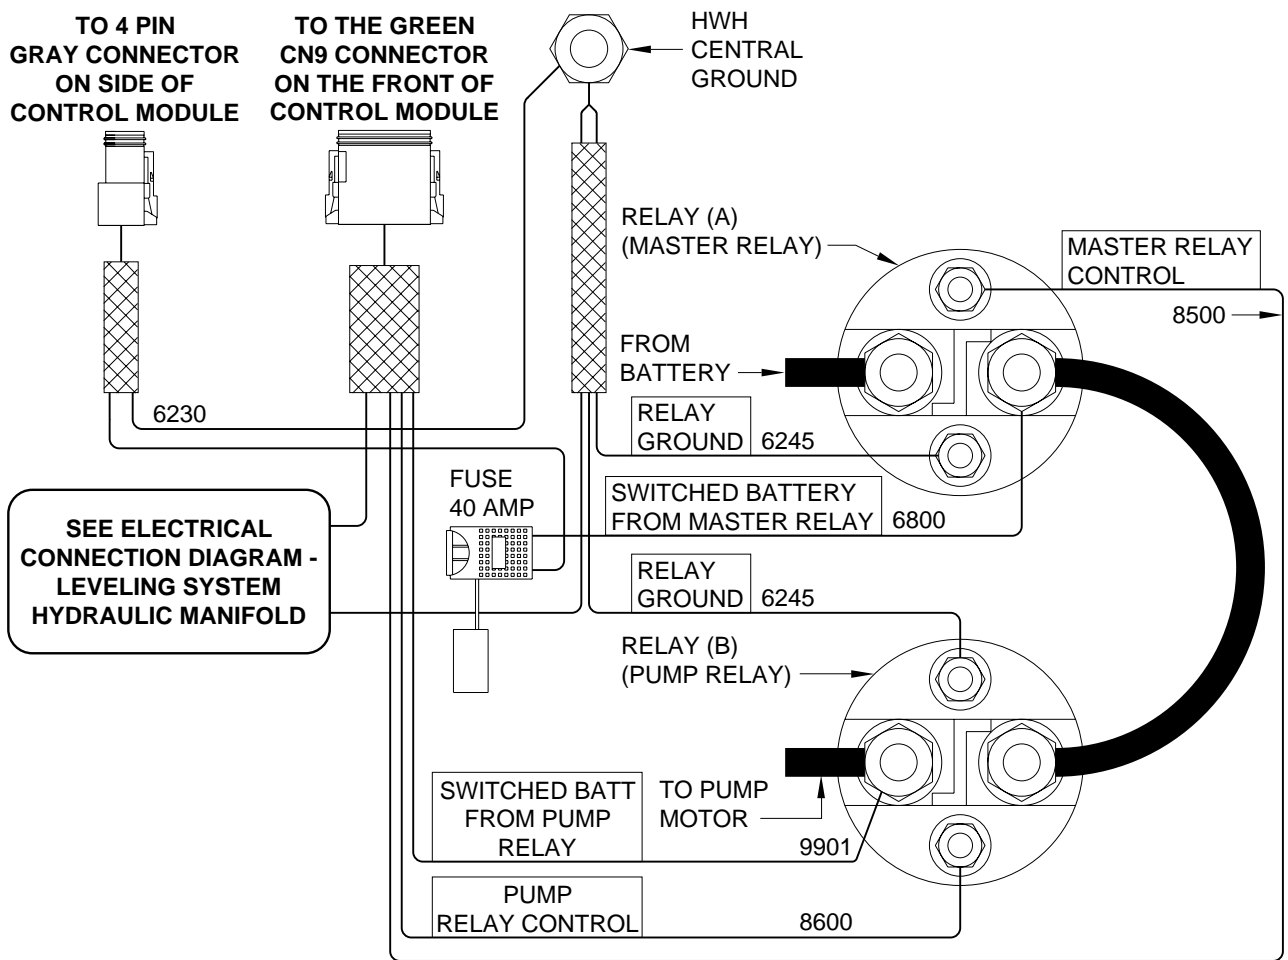 TO 4 PIN
GRAY CONNECTOR
ON SIDE OF
CONTROL MODULE
TO THE GREEN
CN9 CONNECTOR
ON THE FRONT OF
CONTROL MODULE
HWH
CENTRAL
GROUND
RELAY (A)
(MASTER RELAY)
MASTER RELAY
CONTROL
8500
FROM
BATTERY
6230
RELAY
GROUND
6245
FUSE
40 AMP
SWITCHED BATTERY
FROM MASTER RELAY
6800
SEE ELECTRICAL
CONNECTION DIAGRAM -
LEVELING SYSTEM
HYDRAULIC MANIFOLD
RELAY
GROUND
6245
RELAY (B)
(PUMP RELAY)
SWITCHED BATT
FROM PUMP
RELAY
TO PUMP
MOTOR
9901
PUMP
RELAY CONTROL
8600